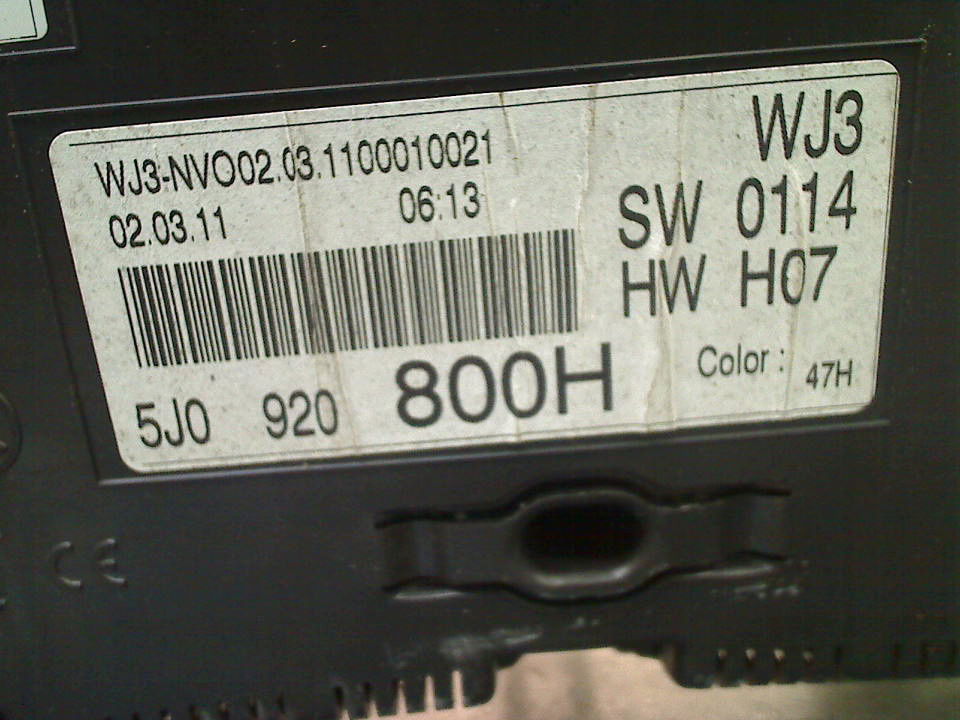 WJ3-NVO02.03.1100010021
02.03.11 06:13
5J0 920 800H
WJ3
SW 0114
HW H07
Color : 47H
CE